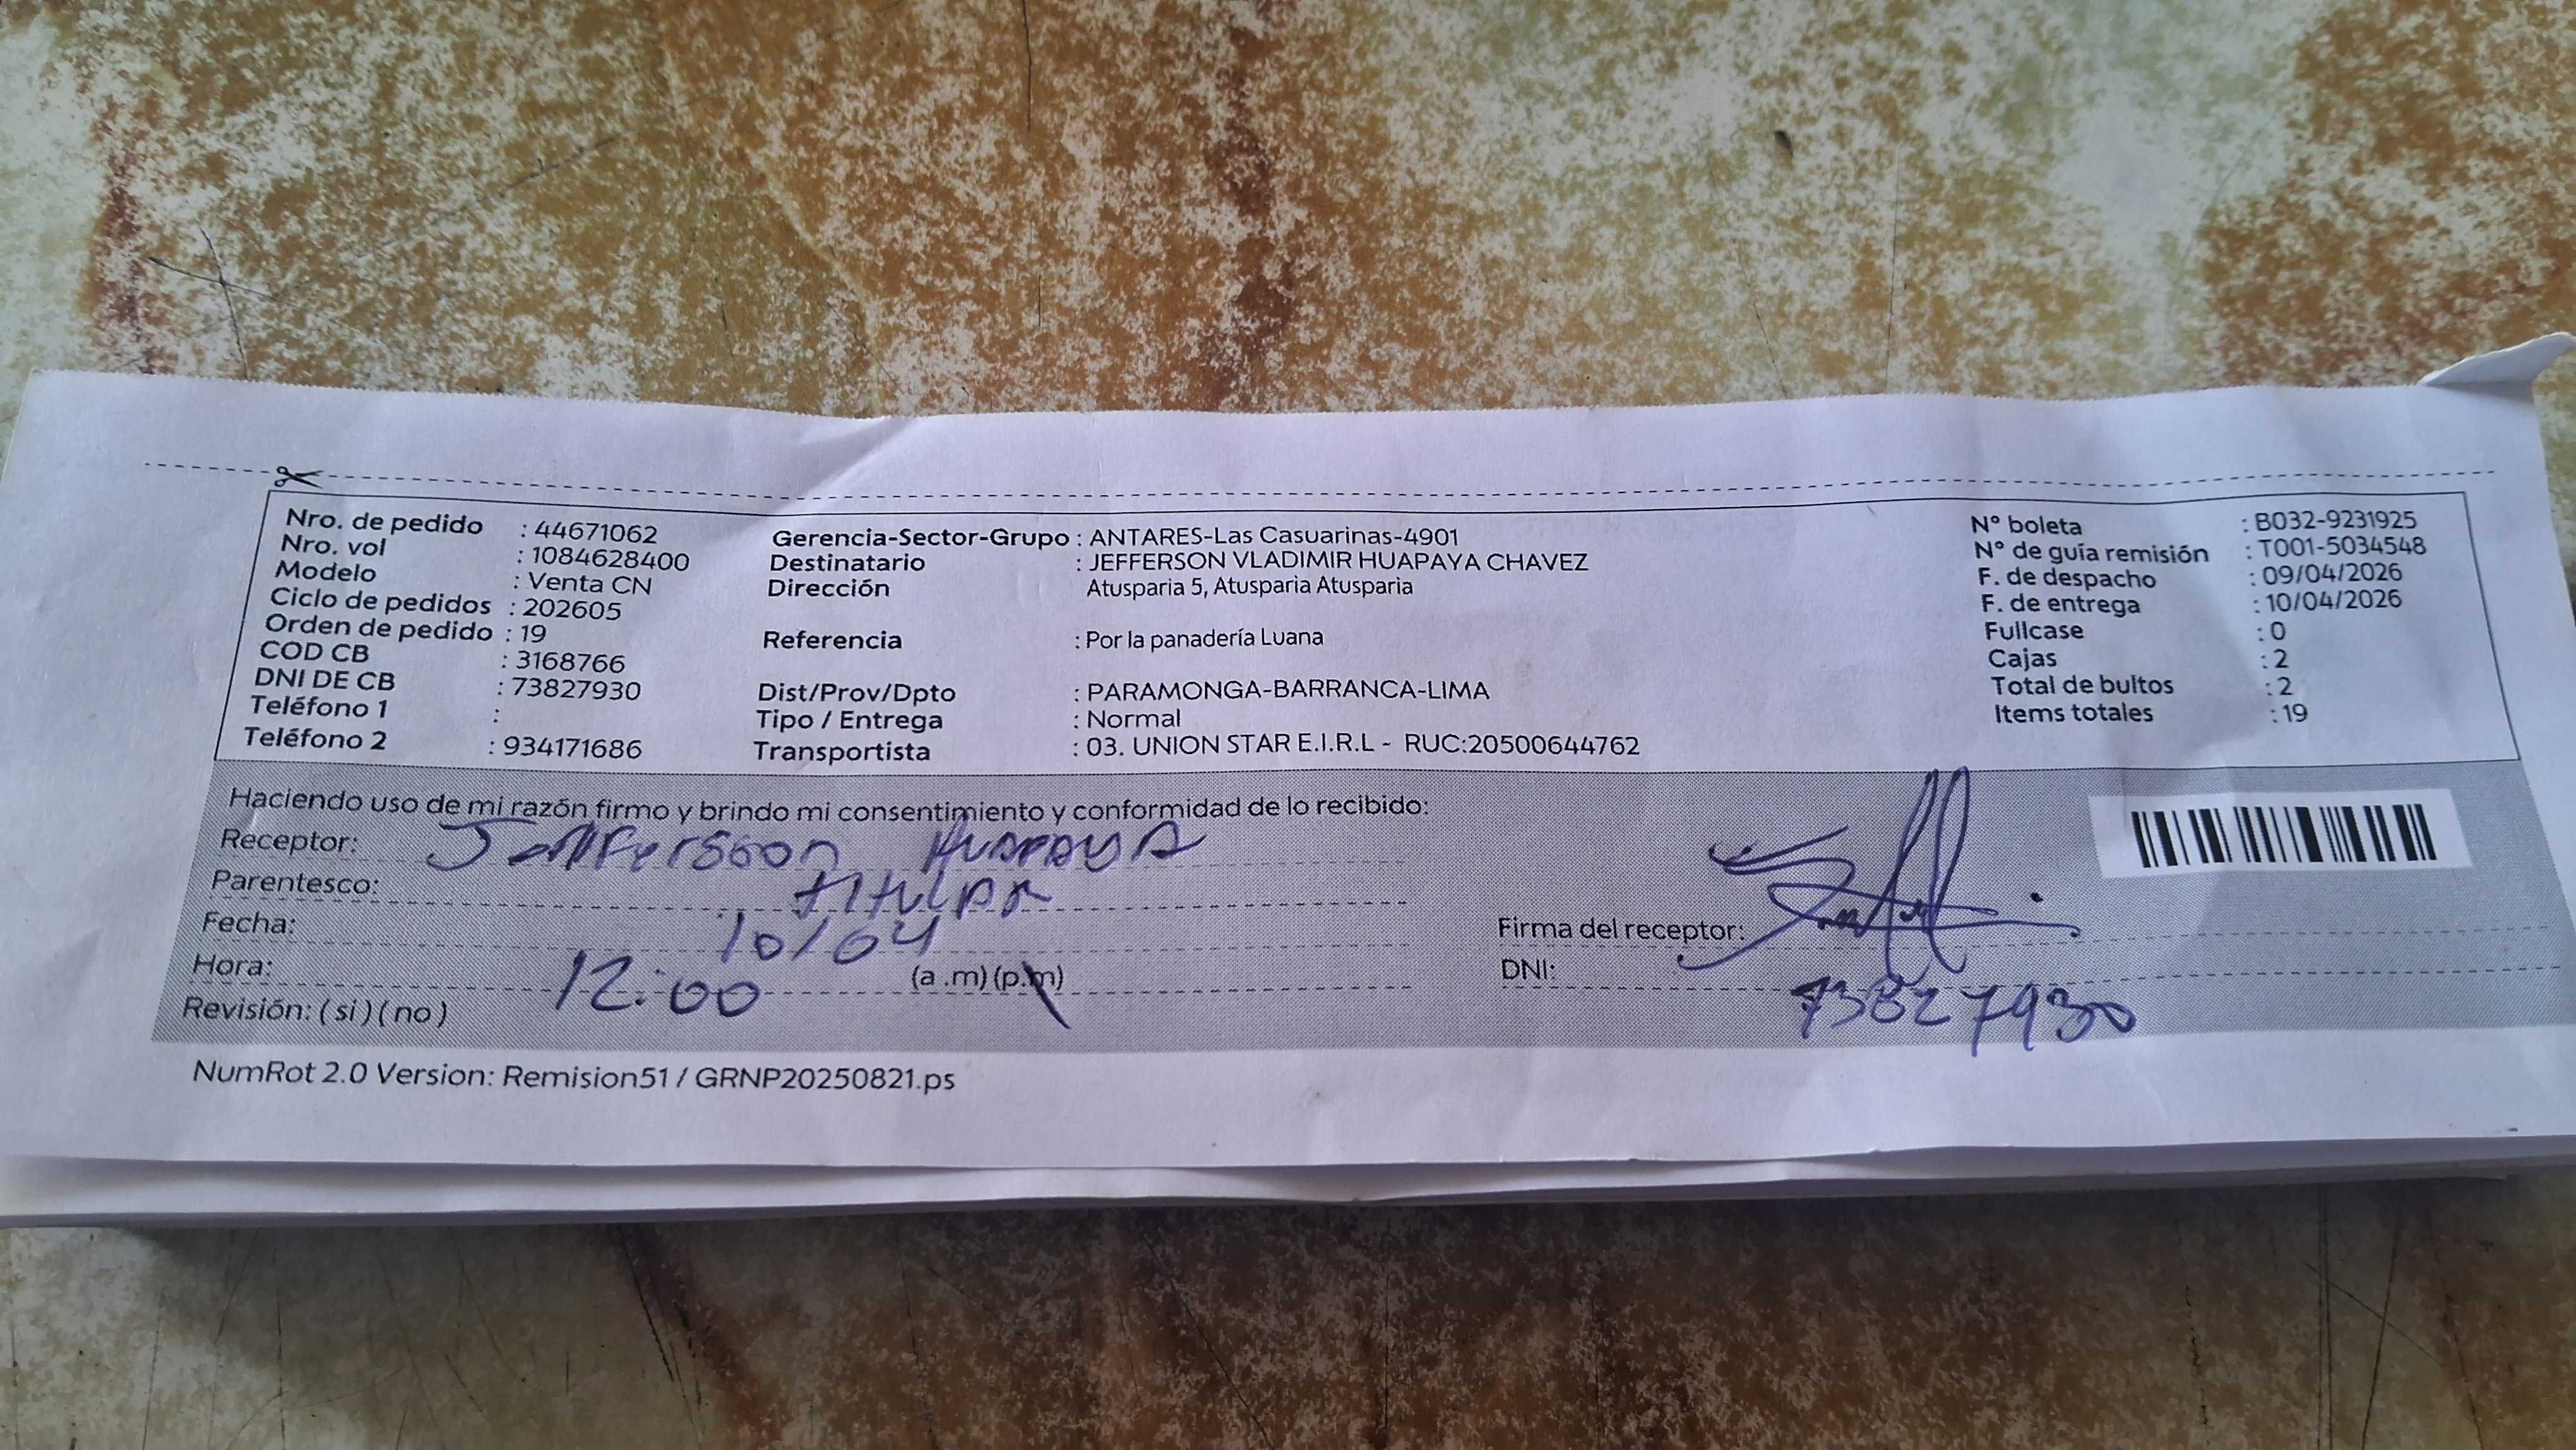 Nro. de pedido : 44671062
Nro. vol : 1084628400
Modelo : Venta CN
Ciclo de pedidos : 202605
Orden de pedido : 19
COD CB : 3168766
DNI DE CB : 73827930
Teléfono 1 :
Teléfono 2 : 934171686
Gerencia-Sector-Grupo : ANTARES-Las Casuarinas-4901
Destinatario : JEFFERSON VLADIMIR HUAPAYA CHAVEZ
Dirección Atusparia 5, Atusparia Atusparia
Referencia : Por la panadería Luana
Dist/Prov/Dpto : PARAMONGA-BARRANCA-LIMA
Tipo / Entrega : Normal
Transportista : 03. UNION STAR E.I.R.L - RUC:20500644762
N° boleta : B032-9231925
N° de guía remisión : T001-5034548
F. de despacho : 09/04/2026
F. de entrega : 10/04/2026
Fullcase : 0
Cajas : 2
Total de bultos : 2
Items totales : 19
Haciendo uso de mi razón firmo y brindo mi consentimiento y conformidad de lo recibido:
Receptor: Huapaya
Parentesco: titular
Fecha: 10/04
Hora: 12:00 (a .m) (p.m)
Revisión: ( si ) ( no )
Firma del receptor:
DNI: 73827930
NumRot 2.0 Version: Remision51 / GRNP20250821.ps